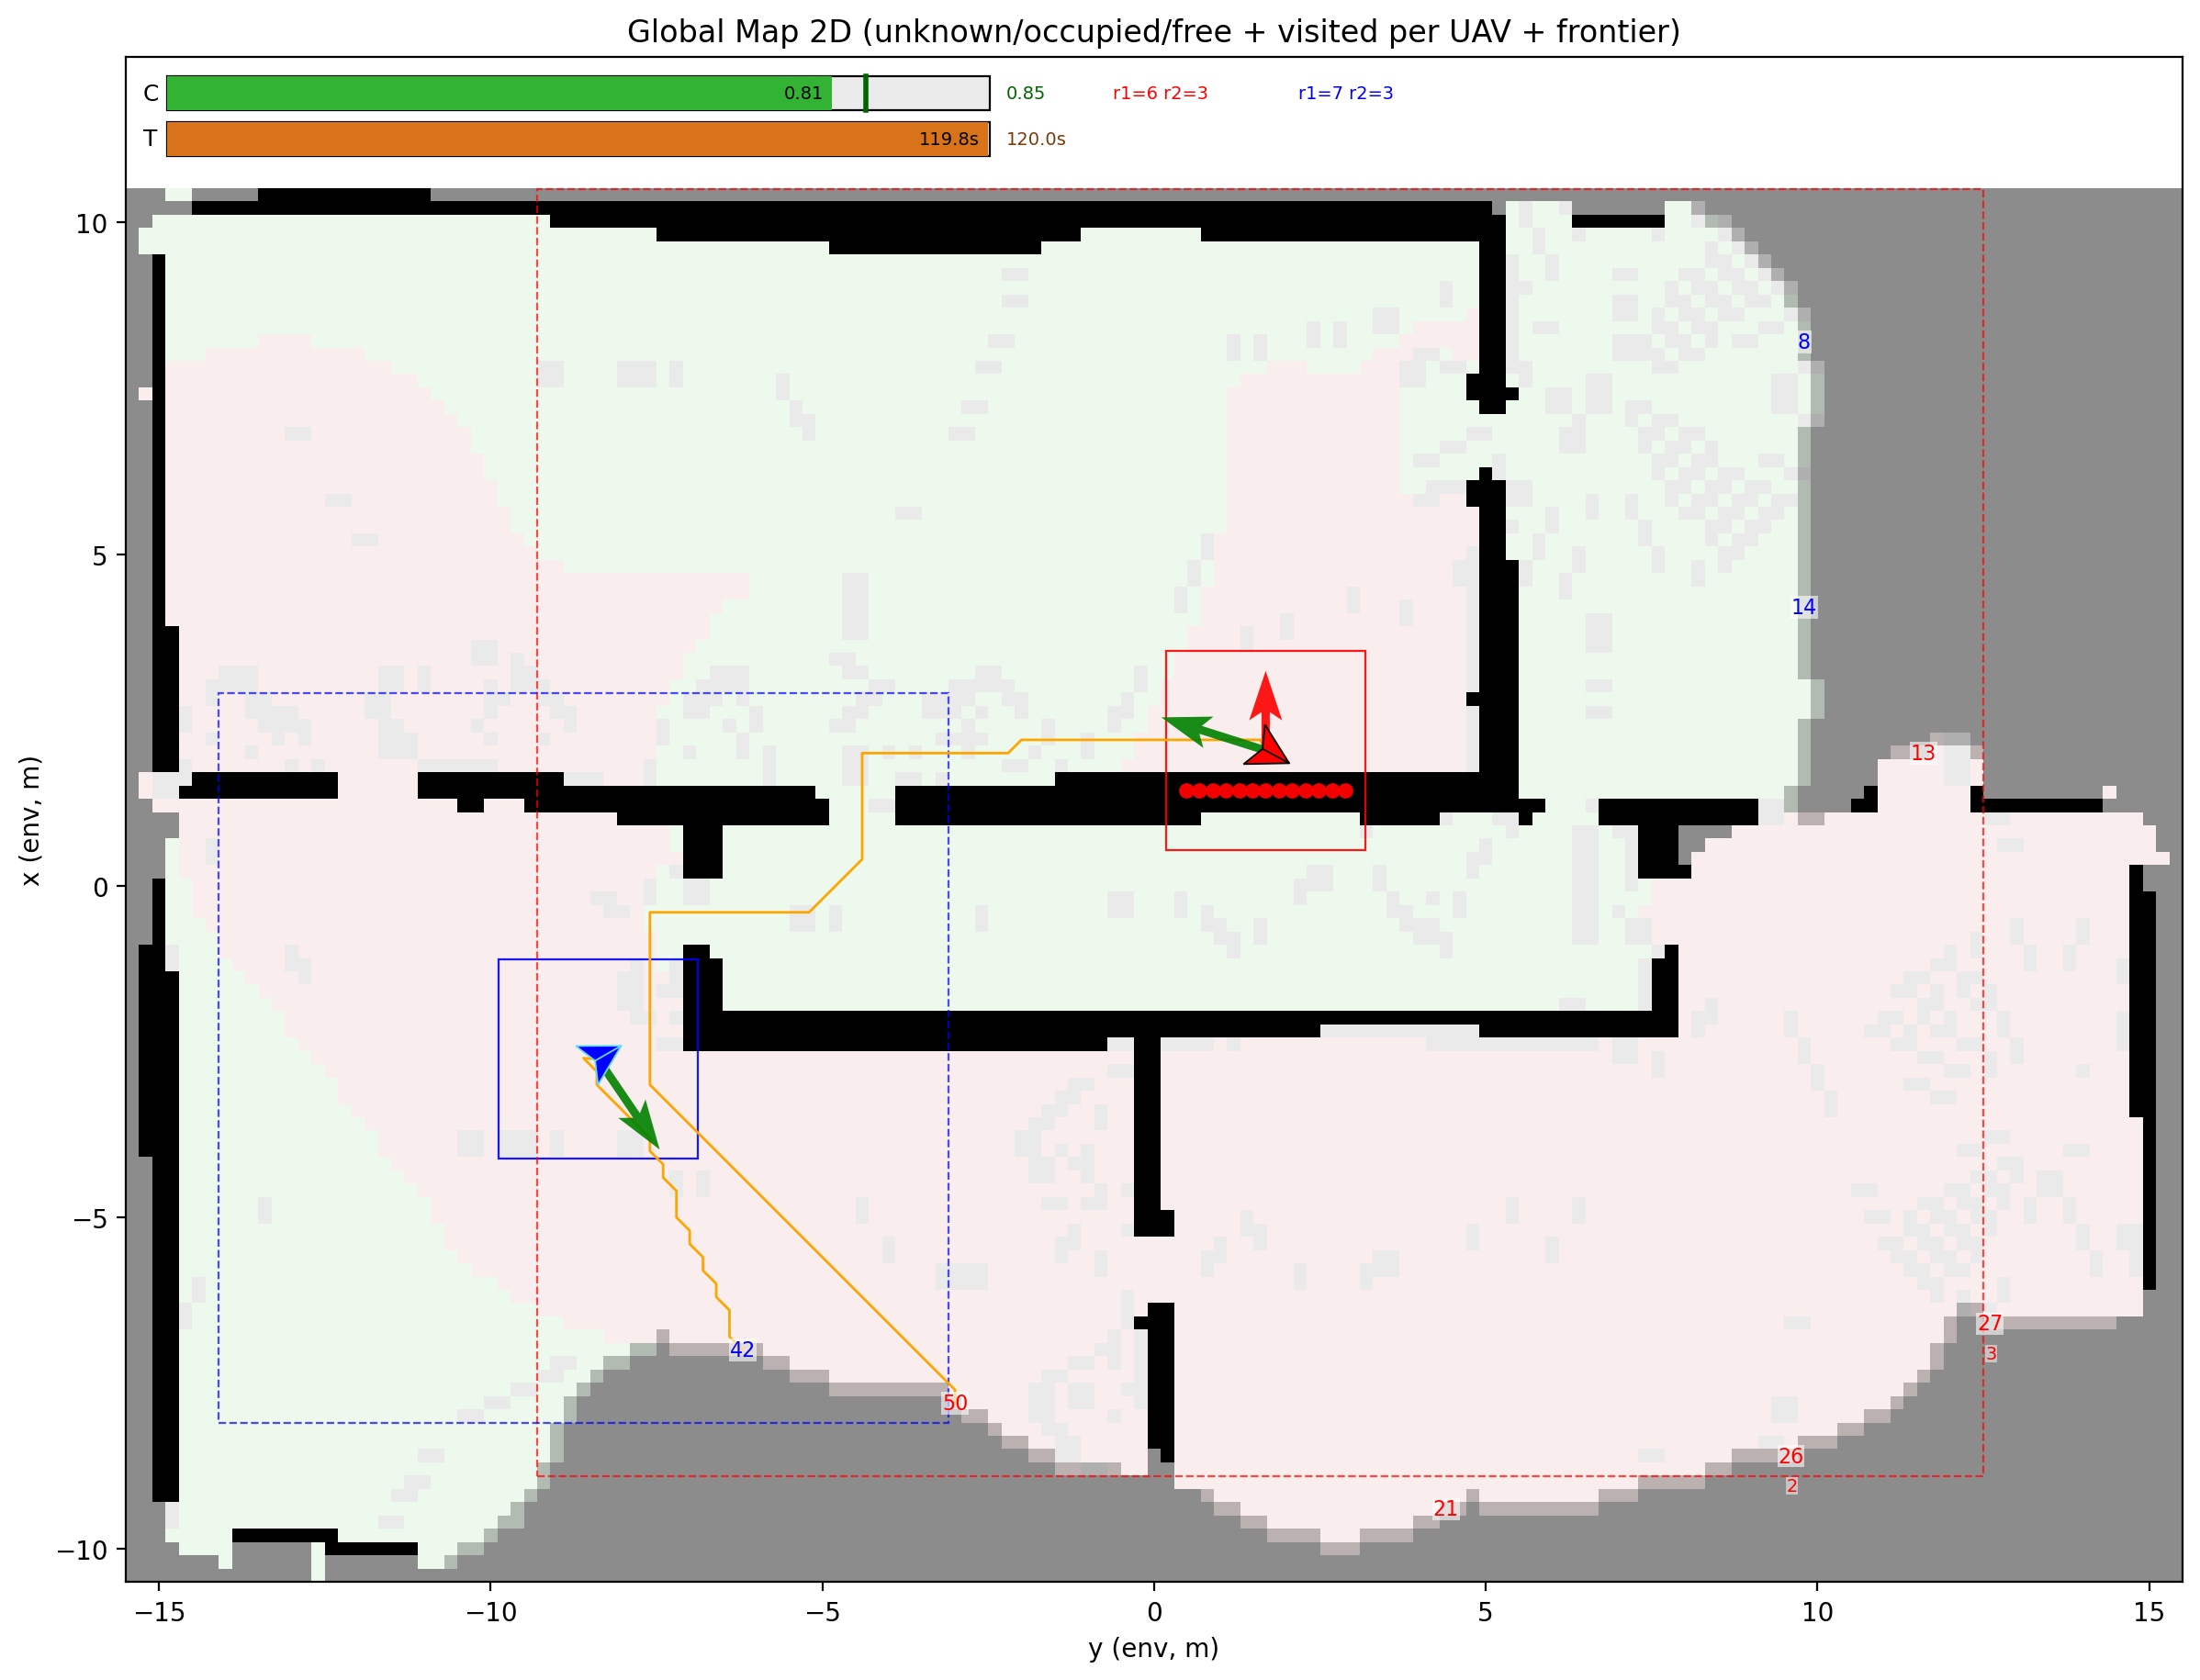 Global Map 2D (unknown/occupied/free + visited per UAV + frontier)
C 0.81 0.85 r1=6 r2=3 r1=7 r2=3
T 119.8s 120.0s
10
5
0
−5
−10
x (env, m)
8
14
13
42
50
27
3
26
2
21
−15 −10 −5 0 5 10 15
y (env, m)